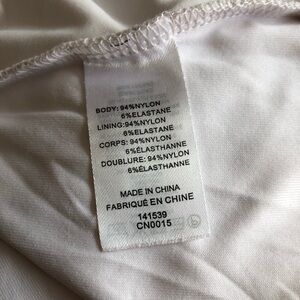 BODY: 94%NYLON
6%ELASTANE
LINING: 94%NYLON
6%ELASTANE
CORPS: 94%NYLON
6%ÉLASTHANNE
DOUBLURE: 94%NYLON
6%ÉLASTHANNE
MADE IN CHINA
FABRIQUÉ EN CHINE
141539
CN0015